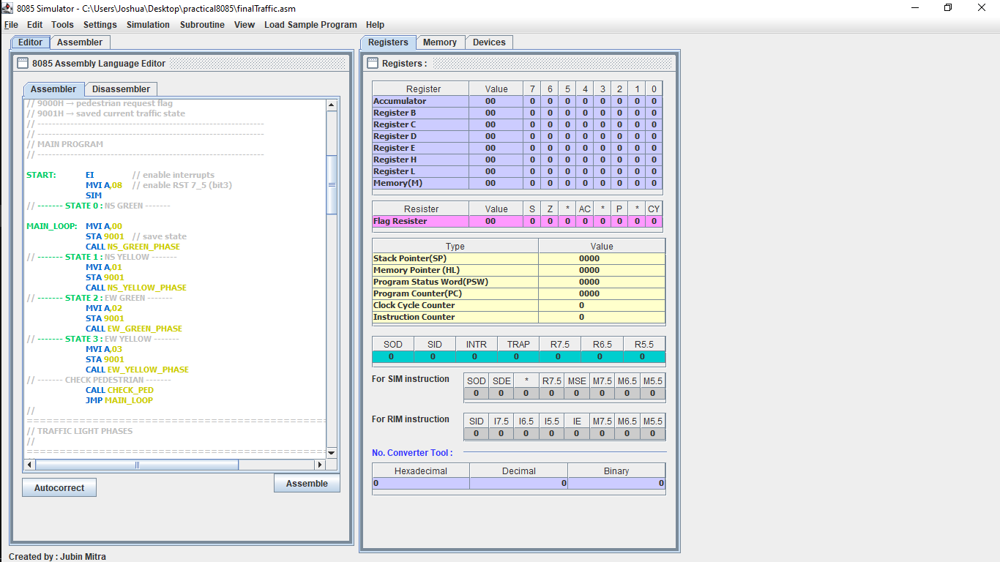 8085 Simulator - C:\Users\Joshua\Desktop\practical8085\finalTraffic.asm
File Edit Tools Settings Simulation Subroutine View Load Sample Program Help
Editor Assembler
8085 Assembly Language Editor
Assembler Disassembler
// 9000H → pedestrian request flag
// 9001H → saved current traffic state
// --------------------------------------------------------------
// --------------------------------------------------------------
// MAIN PROGRAM
// --------------------------------------------------------------
START: EI // enable interrupts
MVI A,08 // enable RST 7_5 (bit3)
SIM
// ------- STATE 0 : NS GREEN -------
MAIN_LOOP: MVI A,00
STA 9001 // save state
CALL NS_GREEN_PHASE
// ------- STATE 1 : NS YELLOW -------
MVI A,01
STA 9001
CALL NS_YELLOW_PHASE
// ------- STATE 2 : EW GREEN -------
MVI A,02
STA 9001
CALL EW_GREEN_PHASE
// ------- STATE 3 : EW YELLOW -------
MVI A,03
STA 9001
CALL EW_YELLOW_PHASE
// ------- CHECK PEDESTRIAN -------
CALL CHECK_PED
JMP MAIN_LOOP
//
==================================================
// TRAFFIC LIGHT PHASES
//
==================================================
Autocorrect
Assemble
Created by : Jubin Mitra
Registers Memory Devices
Registers :
Register Value 7 6 5 4 3 2 1 0
Accumulator 00 0 0 0 0 0 0 0 0
Register B 00 0 0 0 0 0 0 0 0
Register C 00 0 0 0 0 0 0 0 0
Register D 00 0 0 0 0 0 0 0 0
Register E 00 0 0 0 0 0 0 0 0
Register H 00 0 0 0 0 0 0 0 0
Register L 00 0 0 0 0 0 0 0 0
Memory(M) 00 0 0 0 0 0 0 0 0
Resister Value S Z * AC * P * CY
Flag Resister 00 0 0 0 0 0 0 0 0
Type Value
Stack Pointer(SP) 0000
Memory Pointer (HL) 0000
Program Status Word(PSW) 0000
Program Counter(PC) 0000
Clock Cycle Counter 0
Instruction Counter 0
SOD SID INTR TRAP R7.5 R6.5 R5.5
0 0 0 0 0 0 0
For SIM instruction SOD SDE * R7.5 MSE M7.5 M6.5 M5.5
0 0 0 0 0 0 0 0
For RIM instruction SID I7.5 I6.5 I5.5 IE M7.5 M6.5 M5.5
0 0 0 0 0 0 0 0
No. Converter Tool :
Hexadecimal Decimal Binary
0 0 0